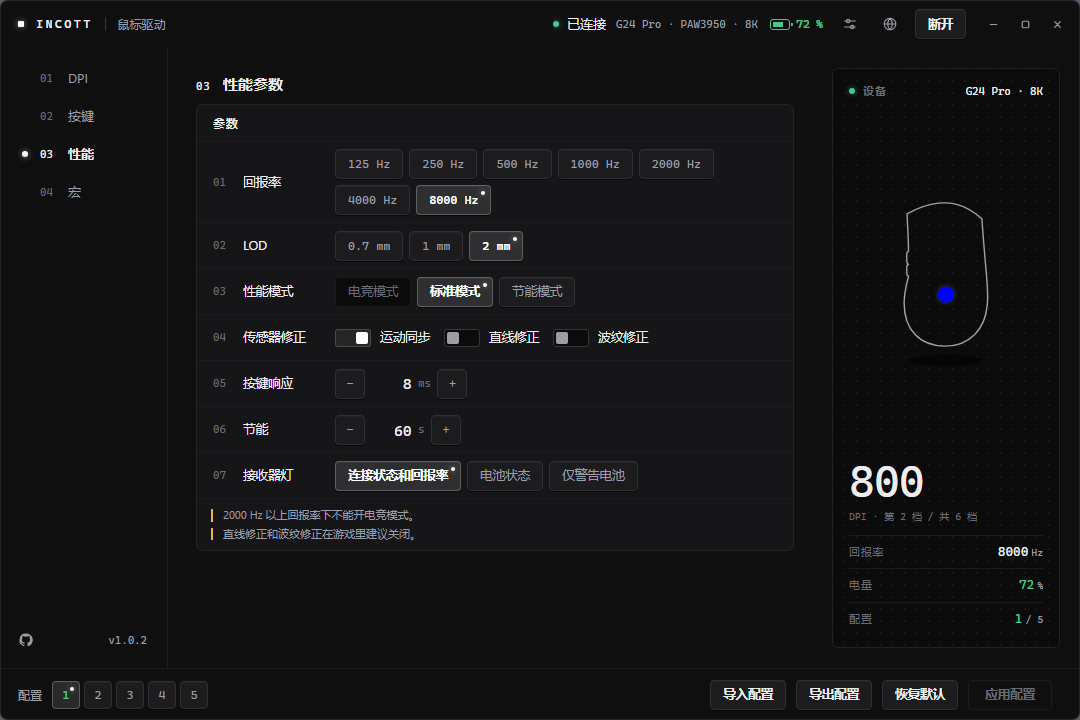 INCOTT 鼠标驱动 已连接 G24 Pro · PAW3950 · 8K 72 % 断开
01 DPI
02 按键
03 性能
04 宏
v1.0.2
03 性能参数
参数
01 回报率 125 Hz 250 Hz 500 Hz 1000 Hz 2000 Hz
4000 Hz 8000 Hz
02 LOD 0.7 mm 1 mm 2 mm
03 性能模式 电竞模式 标准模式 节能模式
04 传感器修正 运动同步 直线修正 波纹修正
05 按键响应 − 8 ms +
06 节能 − 60 s +
07 接收器灯 连接状态和回报率 电池状态 仅警告电池
2000 Hz 以上回报率下不能开电竞模式。
直线修正和波纹修正在游戏里建议关闭。
设备 G24 Pro · 8K
800
DPI · 第 2 档 / 共 6 档
回报率 8000 Hz
电量 72 %
配置 1 / 5
配置 1 2 3 4 5 导入配置 导出配置 恢复默认 应用配置